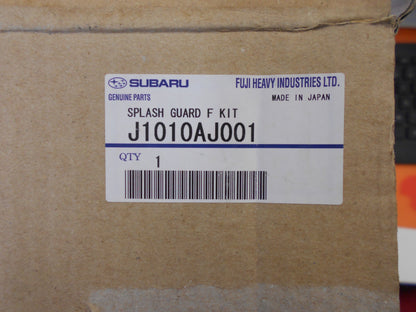 SUBARU
FUJI HEAVY INDUSTRIES LTD.
GENUINE PARTS
MADE IN JAPAN
SPLASH GUARD F KIT
J1010AJ001
QTY 1